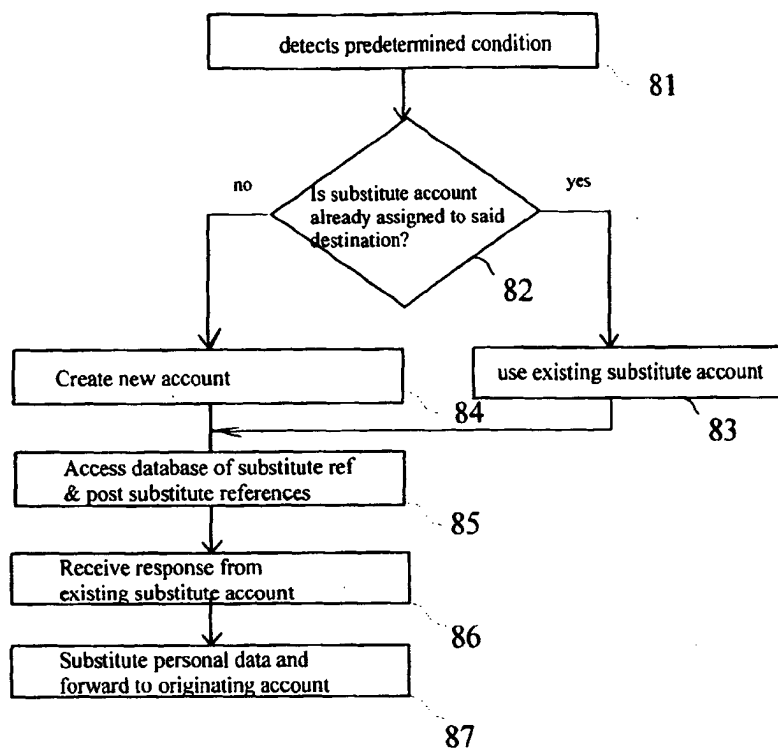 detects predetermined condition
81
no
yes
Is substitute account
already assigned to said
destination?
82
Create new account
84
use existing substitute account
83
Access database of substitute ref
& post substitute references
85
Receive response from
existing substitute account
86
Substitute personal data and
forward to originating account
87